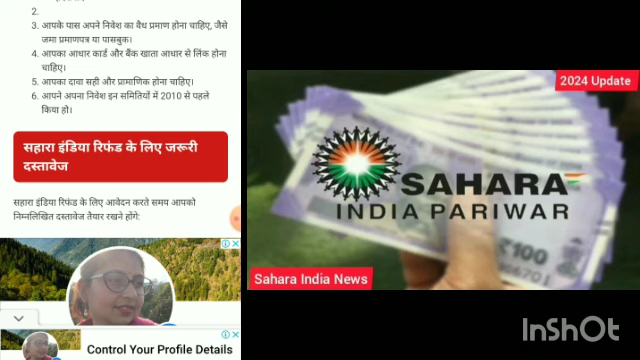 2.
3. आपके पास अपने निवेश का वैध प्रमाण होना चाहिए, जैसे
जमा प्रमाणपत्र या पासबुक।
4. आपका आधार कार्ड और बैंक खाता आधार से लिंक होना
चाहिए।
5. आपका दावा सही और प्रामाणिक होना चाहिए।
6. आपने अपना निवेश इन समितियों में 2010 से पहले
किया हो।
सहारा इंडिया रिफंड के लिए जरूरी
दस्तावेज
सहारा इंडिया रिफंड के लिए आवेदन करते समय आपको
निम्नलिखित दस्तावेज तैयार रखने होंगे:
Control Your Profile Details
2024 Update
SAHARA
INDIA PARIWAR
₹100
Sahara India News
InShOt